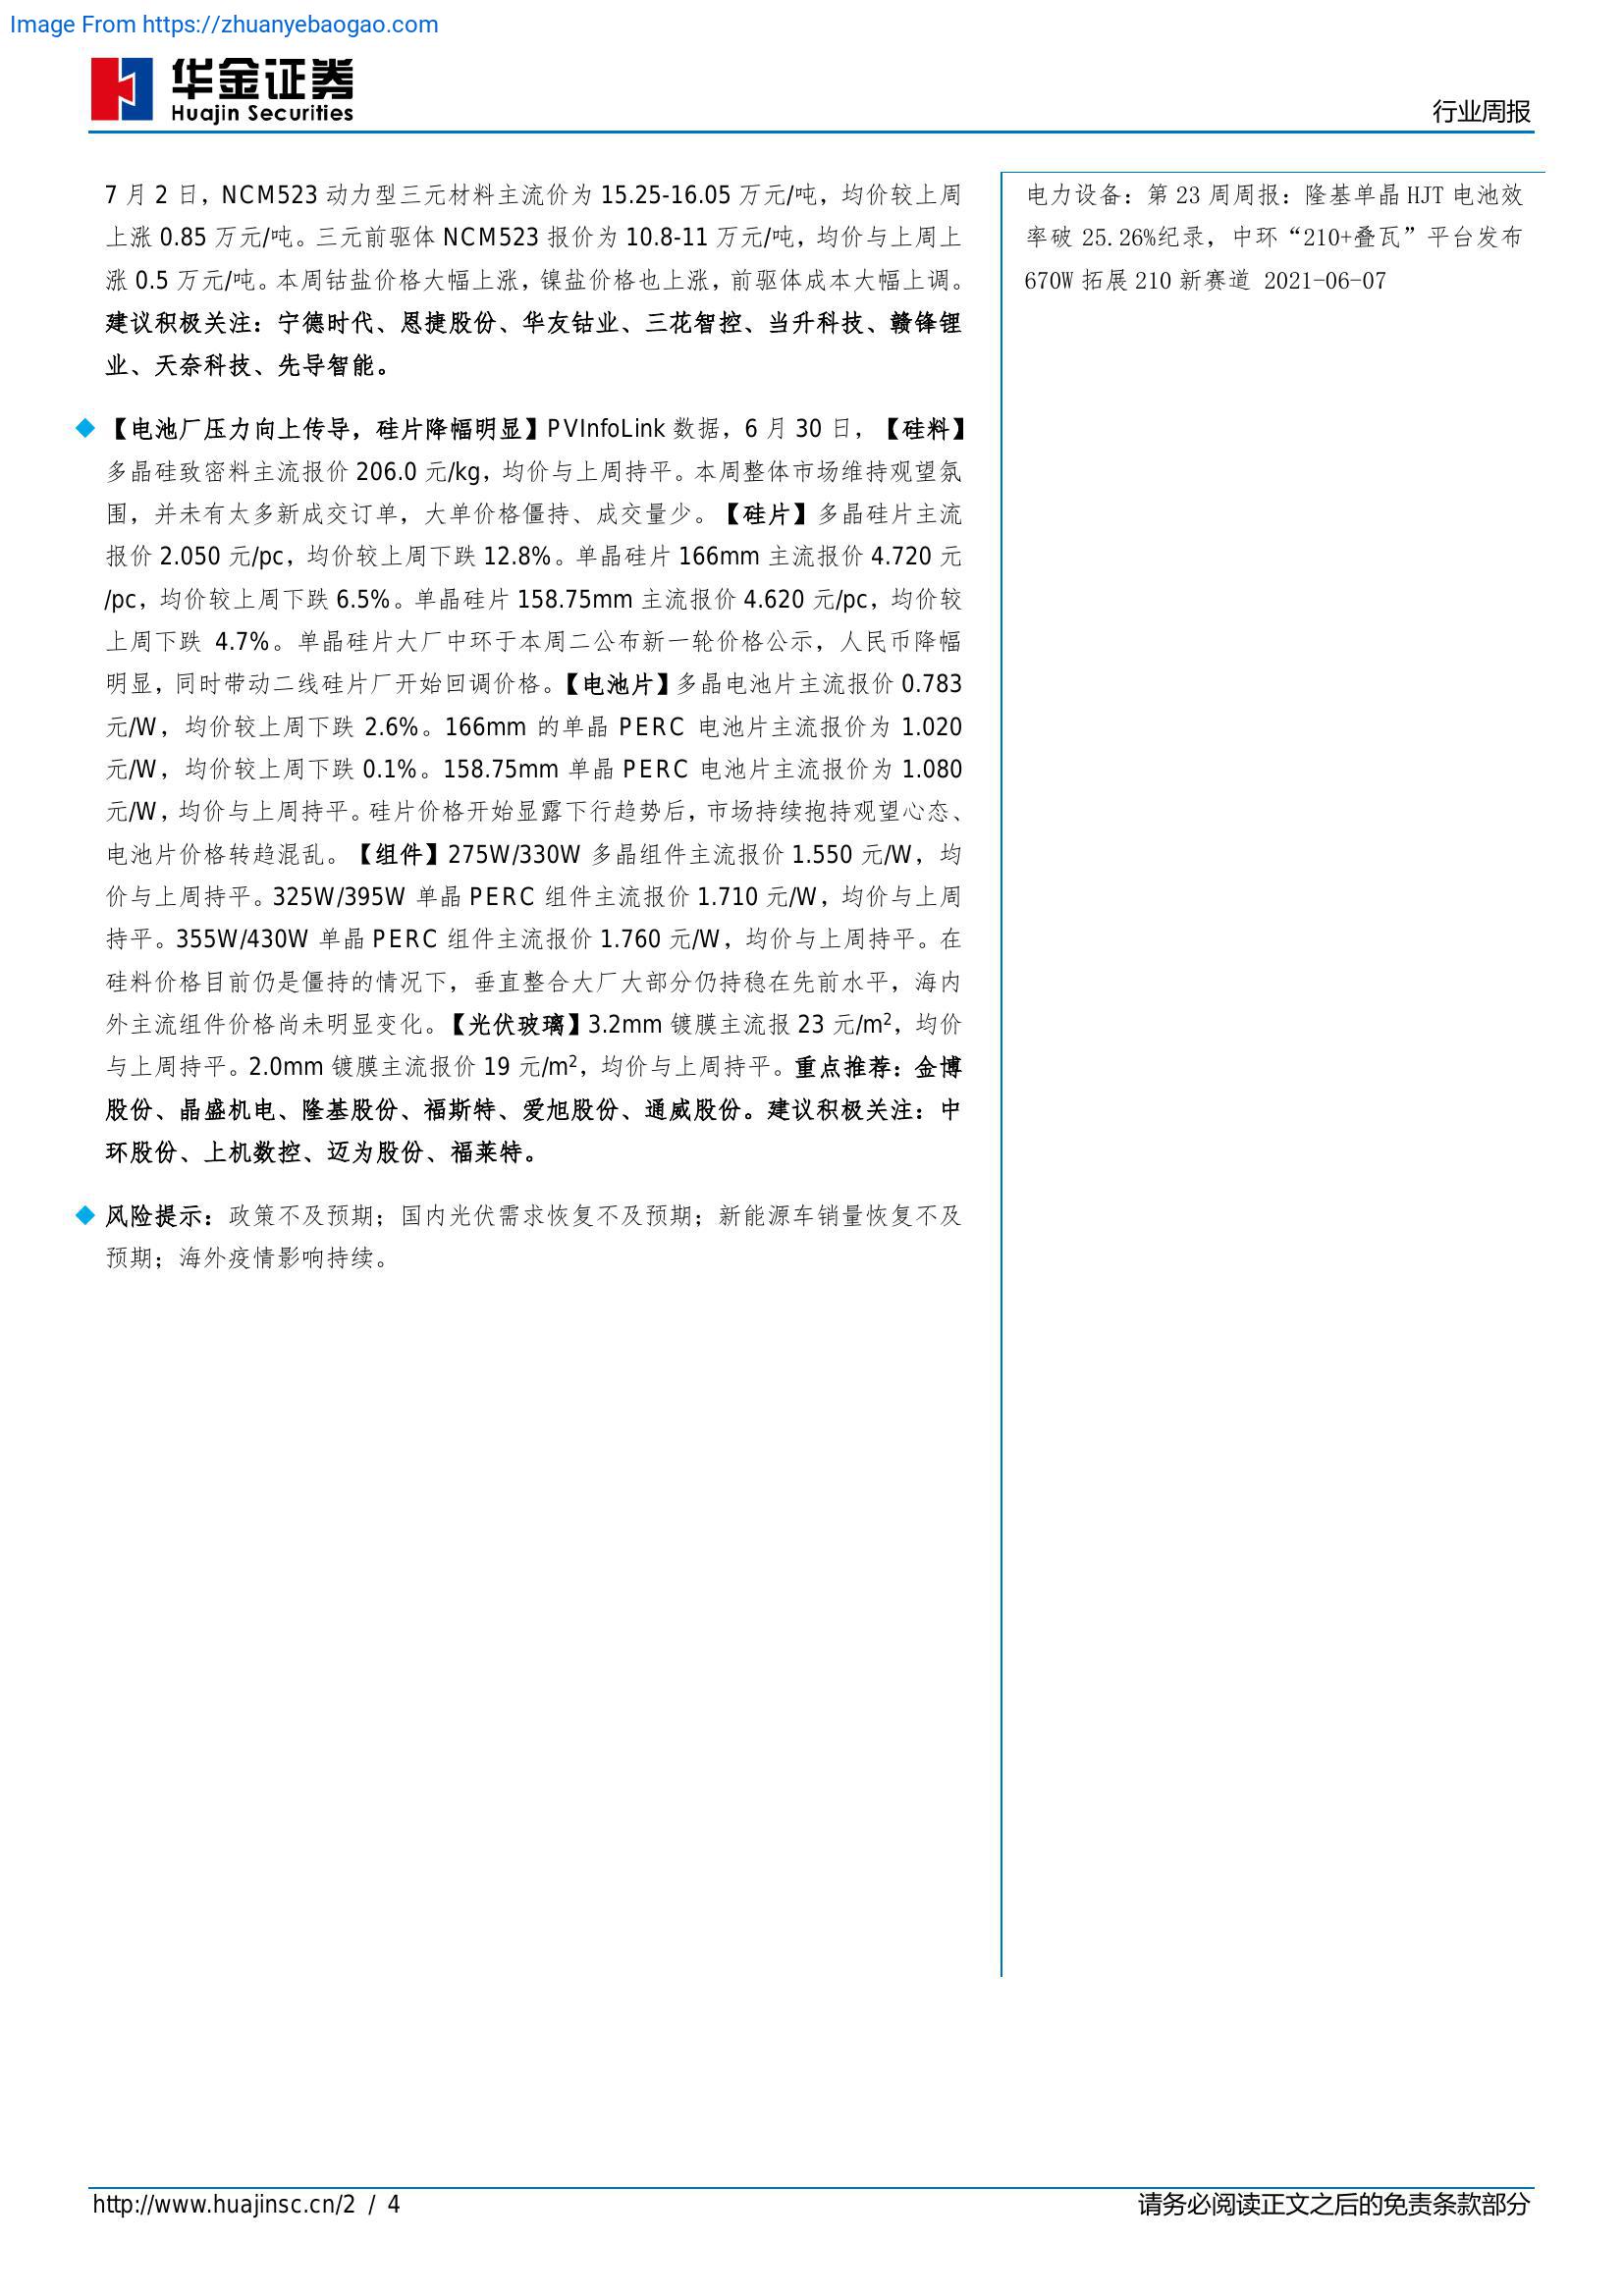 Image From https://zhuanyebaogao.com
华金证券
Huajin Securities
行业周报
7 月 2 日，NCM523 动力型三元材料主流价为 15.25-16.05 万元/吨，均价较上周
上涨 0.85 万元/吨。三元前驱体 NCM523 报价为 10.8-11 万元/吨，均价与上周上
涨 0.5 万元/吨。本周钴盐价格大幅上涨，镍盐价格也上涨，前驱体成本大幅上调。
建议积极关注：宁德时代、恩捷股份、华友钴业、三花智控、当升科技、赣锋锂
业、天奈科技、先导智能。
◆ 【电池厂压力向上传导，硅片降幅明显】PVInfoLink 数据，6 月 30 日，【硅料】
多晶硅致密料主流报价 206.0 元/kg，均价与上周持平。本周整体市场维持观望氛
围，并未有太多新成交订单，大单价格僵持、成交量少。【硅片】多晶硅片主流
报价 2.050 元/pc，均价较上周下跌 12.8%。单晶硅片 166mm 主流报价 4.720 元
/pc，均价较上周下跌 6.5%。单晶硅片 158.75mm 主流报价 4.620 元/pc，均价较
上周下跌 4.7%。单晶硅片大厂中环于本周二公布新一轮价格公示，人民币降幅
明显，同时带动二线硅片厂开始回调价格。【电池片】多晶电池片主流报价 0.783
元/W，均价较上周下跌 2.6%。166mm 的单晶 PERC 电池片主流报价为 1.020
元/W，均价较上周下跌 0.1%。158.75mm 单晶 PERC 电池片主流报价为 1.080
元/W，均价与上周持平。硅片价格开始显露下行趋势后，市场持续抱持观望心态、
电池片价格转趋混乱。【组件】275W/330W 多晶组件主流报价 1.550 元/W，均
价与上周持平。325W/395W 单晶 PERC 组件主流报价 1.710 元/W，均价与上周
持平。355W/430W 单晶 PERC 组件主流报价 1.760 元/W，均价与上周持平。在
硅料价格目前仍是僵持的情况下，垂直整合大厂大部分仍持稳在先前水平，海内
外主流组件价格尚未明显变化。【光伏玻璃】3.2mm 镀膜主流报 23 元/m²，均价
与上周持平。2.0mm 镀膜主流报价 19 元/m²，均价与上周持平。重点推荐：金博
股份、晶盛机电、隆基股份、福斯特、爱旭股份、通威股份。建议积极关注：中
环股份、上机数控、迈为股份、福莱特。
◆ 风险提示：政策不及预期；国内光伏需求恢复不及预期；新能源车销量恢复不及
预期；海外疫情影响持续。
电力设备：第 23 周周报：隆基单晶 HJT 电池效
率破 25.26%纪录，中环“210+叠瓦”平台发布
670W 拓展 210 新赛道 2021-06-07
http://www.huajinsc.cn/2 / 4
请务必阅读正文之后的免责条款部分